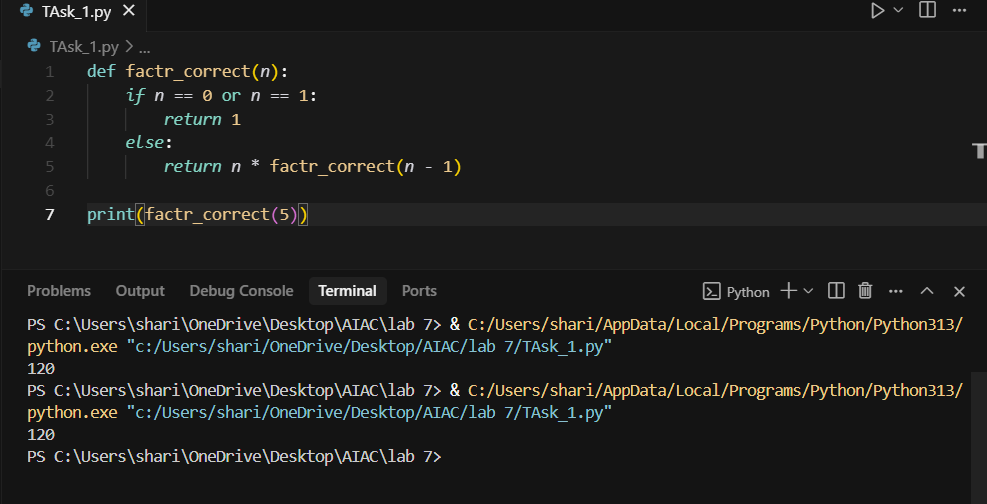 TAsk_1.py
TAsk_1.py > ...
1 def factr_correct(n):
2     if n == 0 or n == 1:
3         return 1
4     else:
5         return n * factr_correct(n - 1)
6
7 print(factr_correct(5))
Problems Output Debug Console Terminal Ports Python
PS C:\Users\shari\OneDrive\Desktop\AIAC\lab 7> & C:/Users/shari/AppData/Local/Programs/Python/Python313/
python.exe "c:/Users/shari/OneDrive/Desktop/AIAC/lab 7/TAsk_1.py"
120
PS C:\Users\shari\OneDrive\Desktop\AIAC\lab 7> & C:/Users/shari/AppData/Local/Programs/Python/Python313/
python.exe "c:/Users/shari/OneDrive/Desktop/AIAC/lab 7/TAsk_1.py"
120
PS C:\Users\shari\OneDrive\Desktop\AIAC\lab 7>